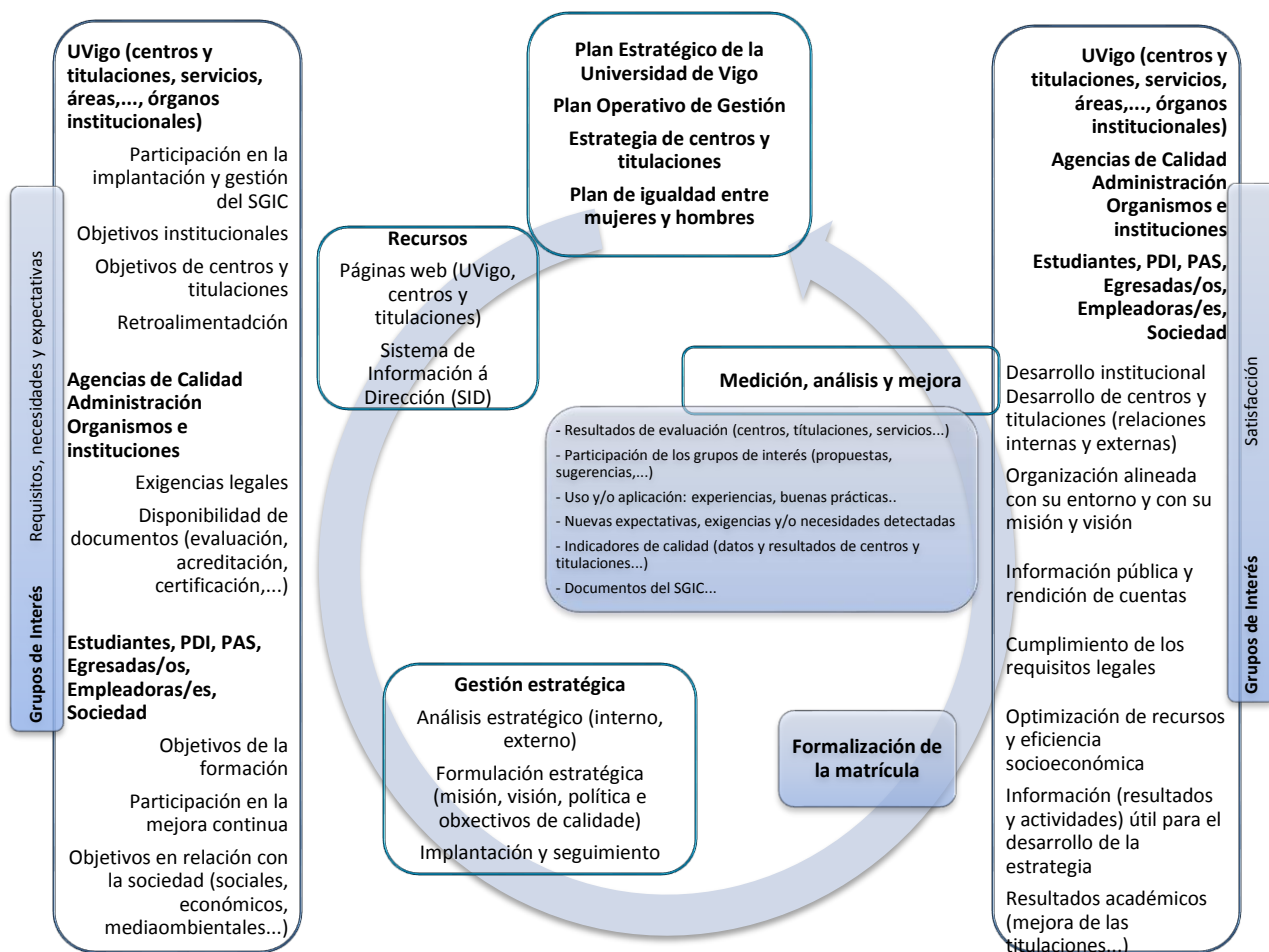 UVigo (centros y
titulaciones, servicios,
áreas,..., órganos
institucionales)
Participación en la
implantación y gestión
del SGIC
Objetivos institucionales
Objetivos de centros y
titulaciones
Retroalimentadción
Agencias de Calidad
Administración
Organismos e
instituciones
Exigencias legales
Disponibilidad de
documentos (evaluación,
acreditación,
certificación,...)
Estudiantes, PDI, PAS,
Egresadas/os,
Empleadoras/es,
Sociedad
Objetivos de la
formación
Participación en la
mejora continua
Objetivos en relación con
la sociedad (sociales,
económicos,
mediaombientales...)
Grupos de Interés Requisitos, necesidades y expectativas
Plan Estratégico de la
Universidad de Vigo
Plan Operativo de Gestión
Estrategia de centros y
titulaciones
Plan de igualdad entre
mujeres y hombres
Recursos
Páginas web (UVigo,
centros y
titulaciones)
Sistema de
Información á
Dirección (SID)
Medición, análisis y mejora
- Resultados de evaluación (centros, títulaciones, servicios...)
- Participación de los grupos de interés (propuestas,
sugerencias,...)
- Uso y/o aplicación: experiencias, buenas prácticas..
- Nuevas expectativas, exigencias y/o necesidades detectadas
- Indicadores de calidad (datos y resultados de centros y
titulaciones...)
- Documentos del SGIC...
Gestión estratégica
Análisis estratégico (interno,
externo)
Formulación estratégica
(misión, visión, política e
obxectivos de calidade)
Implantación y seguimiento
Formalización de
la matrícula
UVigo (centros y
titulaciones, servicios,
áreas,..., órganos
institucionales)
Agencias de Calidad
Administración
Organismos e
instituciones
Estudiantes, PDI, PAS,
Egresadas/os,
Empleadoras/es,
Sociedad
Desarrollo institucional
Desarrollo de centros y
titulaciones (relaciones
internas y externas)
Organización alineada
con su entorno y con su
misión y visión
Información pública y
rendición de cuentas
Cumplimiento de los
requisitos legales
Optimización de recursos
y eficiencia
socioeconómica
Información (resultados
y actividades) útil para el
desarrollo de la
estrategia
Resultados académicos
(mejora de las
titulaciones...)
Grupos de Interés Satisfacción